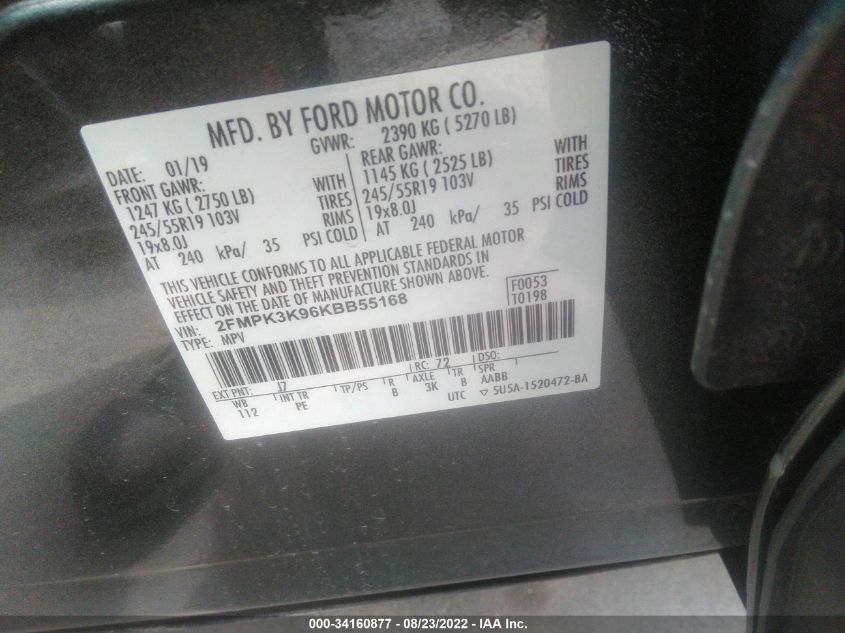 MFD. BY FORD MOTOR CO.
DATE: 01/19 GVWR: 2390 KG ( 5270 LB)
FRONT GAWR: REAR GAWR:
1247 KG ( 2750 LB) WITH 1145 KG ( 2525 LB) WITH
245/55R19 103V TIRES 245/55R19 103V TIRES
19x8.0J RIMS 19x8.0J RIMS
AT 240 kPa/ 35 PSI COLD AT 240 kPa/ 35 PSI COLD
THIS VEHICLE CONFORMS TO ALL APPLICABLE FEDERAL MOTOR
VEHICLE SAFETY AND THEFT PREVENTION STANDARDS IN
EFFECT ON THE DATE OF MANUFACTURE SHOWN ABOVE.
VIN: 2FMPK3K96KBB55168 F0053
TYPE: MPV T0198
EXT PNT: J7 RC: 72 DSO:
WB INT TR TP/PS R AXLE TR SPR
112 PE B 3K B AABB
UTC ▽ 5U5A-1520472-BA
000-34160877 - 08/23/2022 - IAA Inc.